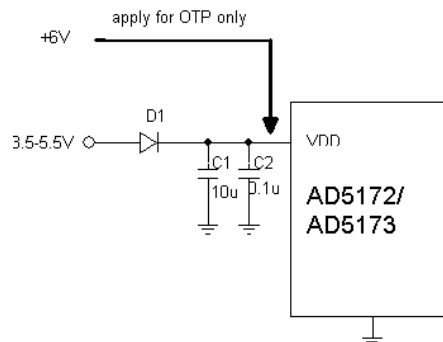 apply for OTP only
+6V
D1
3.5-5.5V
VDD
C1
C2
10u
0.1u
AD5172/
AD5173